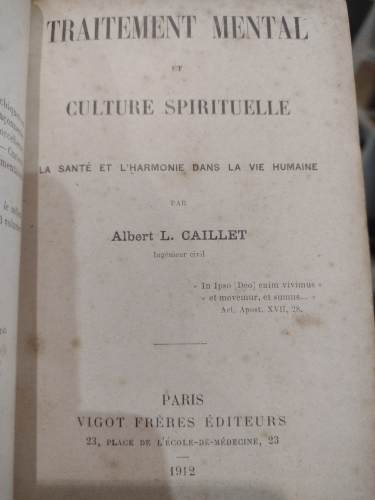 TRAITEMENT MENTAL
ET
CULTURE SPIRITUELLE
LA SANTÉ ET L'HARMONIE DANS LA VIE HUMAINE
PAR
Albert L. CAILLET
Ingénieur civil
« In Ipso [Deo] enim vivimus »
« et movemur, et sumus... »
Act. Apost. XVII, 28.
PARIS
VIGOT FRÈRES ÉDITEURS
23, PLACE DE L'ÉCOLE-DE-MÉDECINE, 23
1912